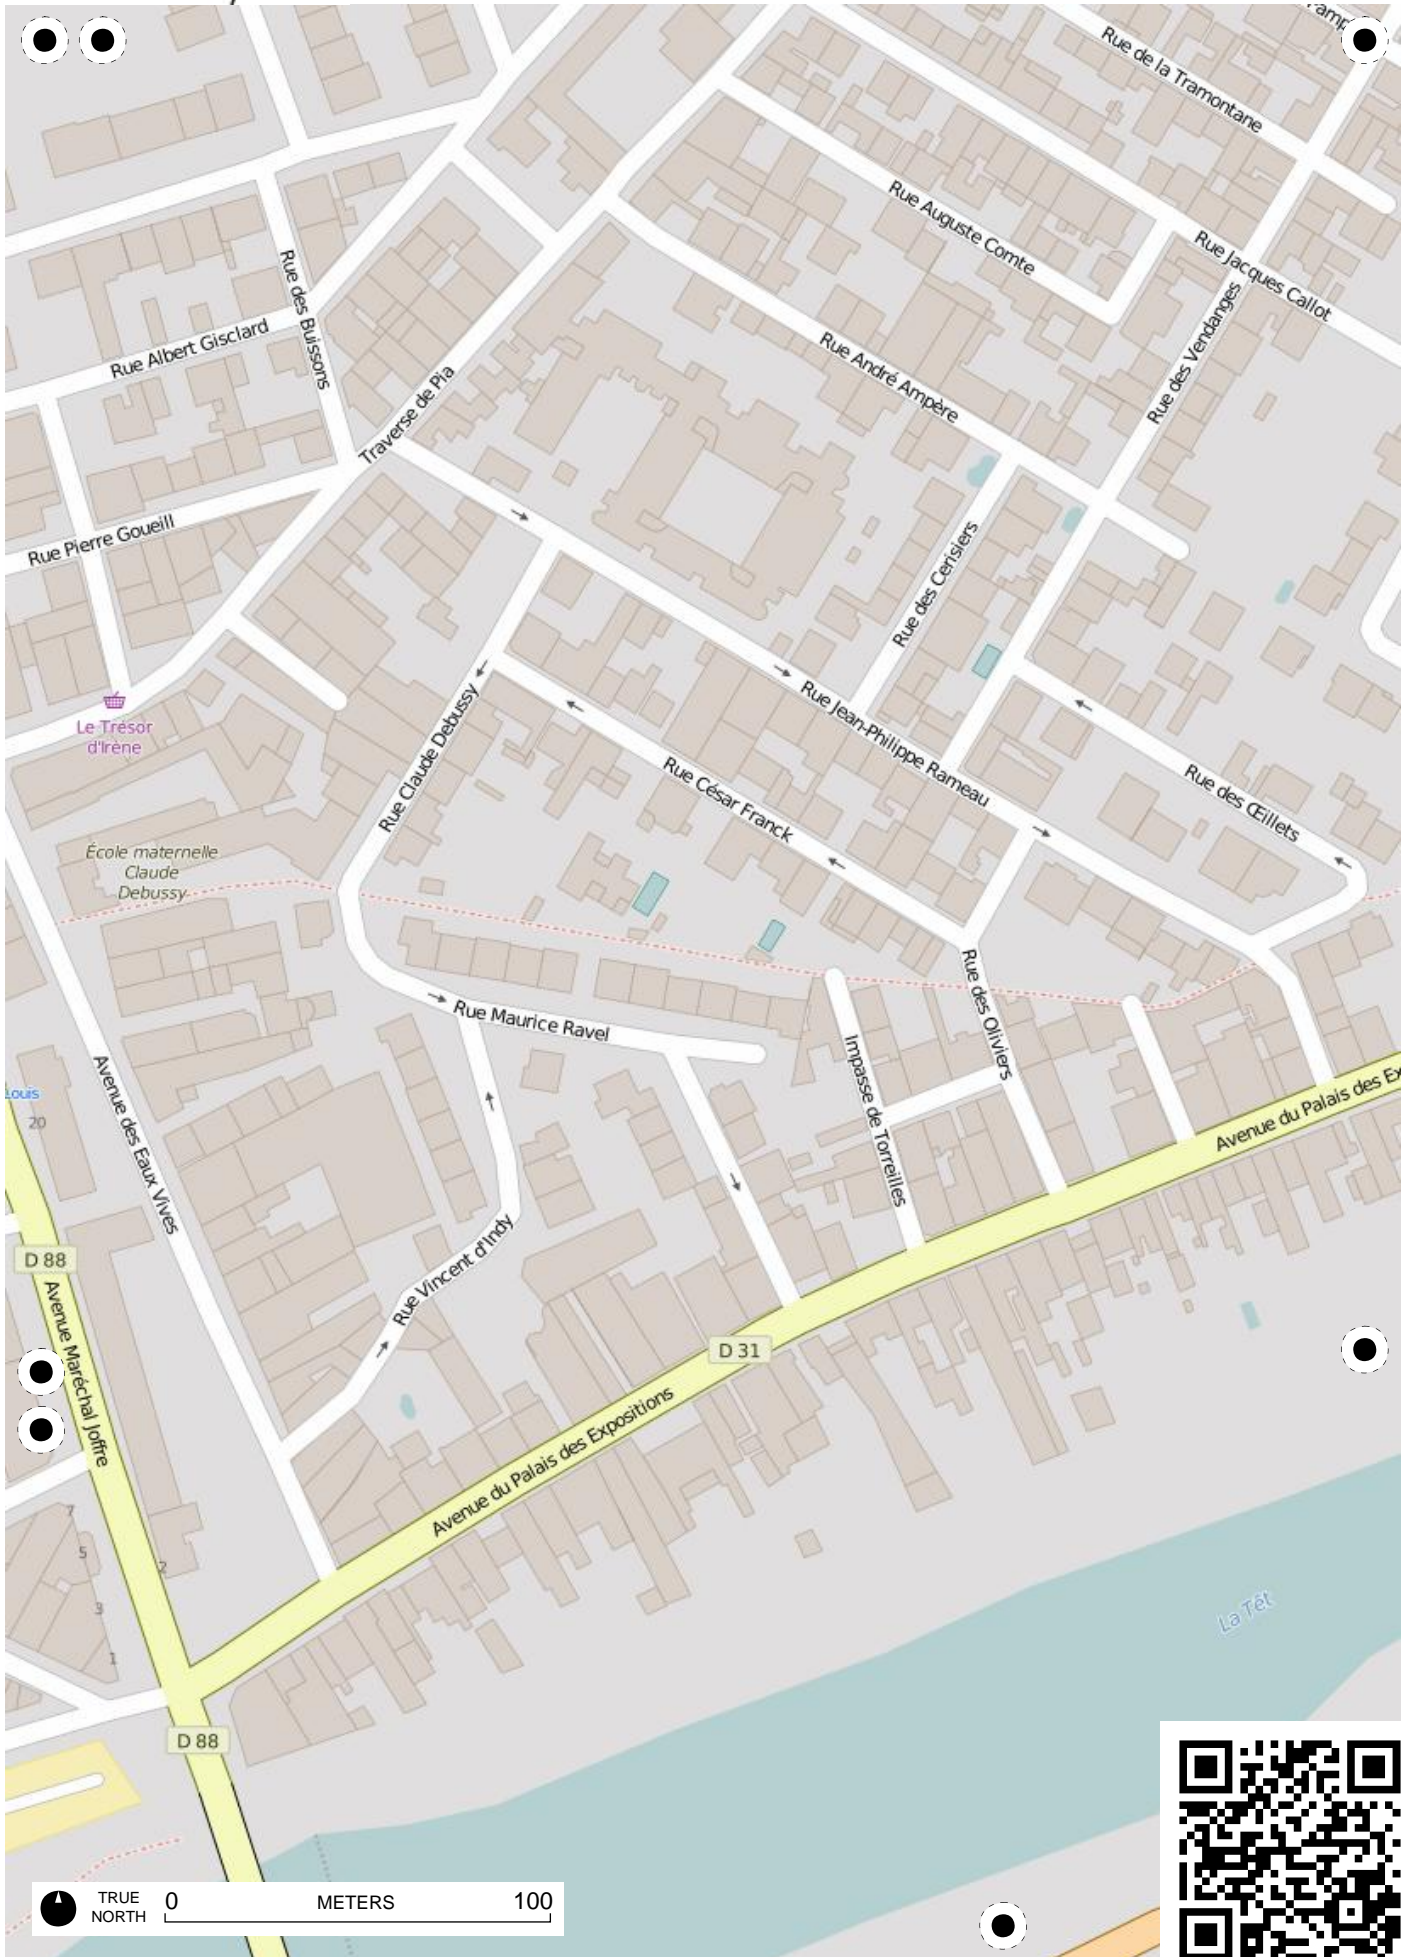 Rue de la Tramontane
Rue Auguste Comte
Rue Jacques Callot
Rue des Buissons
Rue des Vendanges
Rue Albert Gisclard
Rue André Ampère
Traverse de Pia
Rue Pierre Goueill
Rue des Cerisiers
Le Trésor
d'Irène
Rue Claude Debussy
Rue Jean-Philippe Rameau
Rue César Franck
Rue des Œillets
École maternelle
Claude
Debussy
Rue Maurice Ravel
Rue des Oliviers
Impasse de Torreilles
Avenue des Eaux Vives
Louis
20
Avenue du Palais des Ex
Rue Vincent d'Indy
D 88
Avenue Maréchal Joffre
D 31
Avenue du Palais des Expositions
7
5
2
3
1
La Têt
D 88
TRUE
NORTH
0 METERS 100